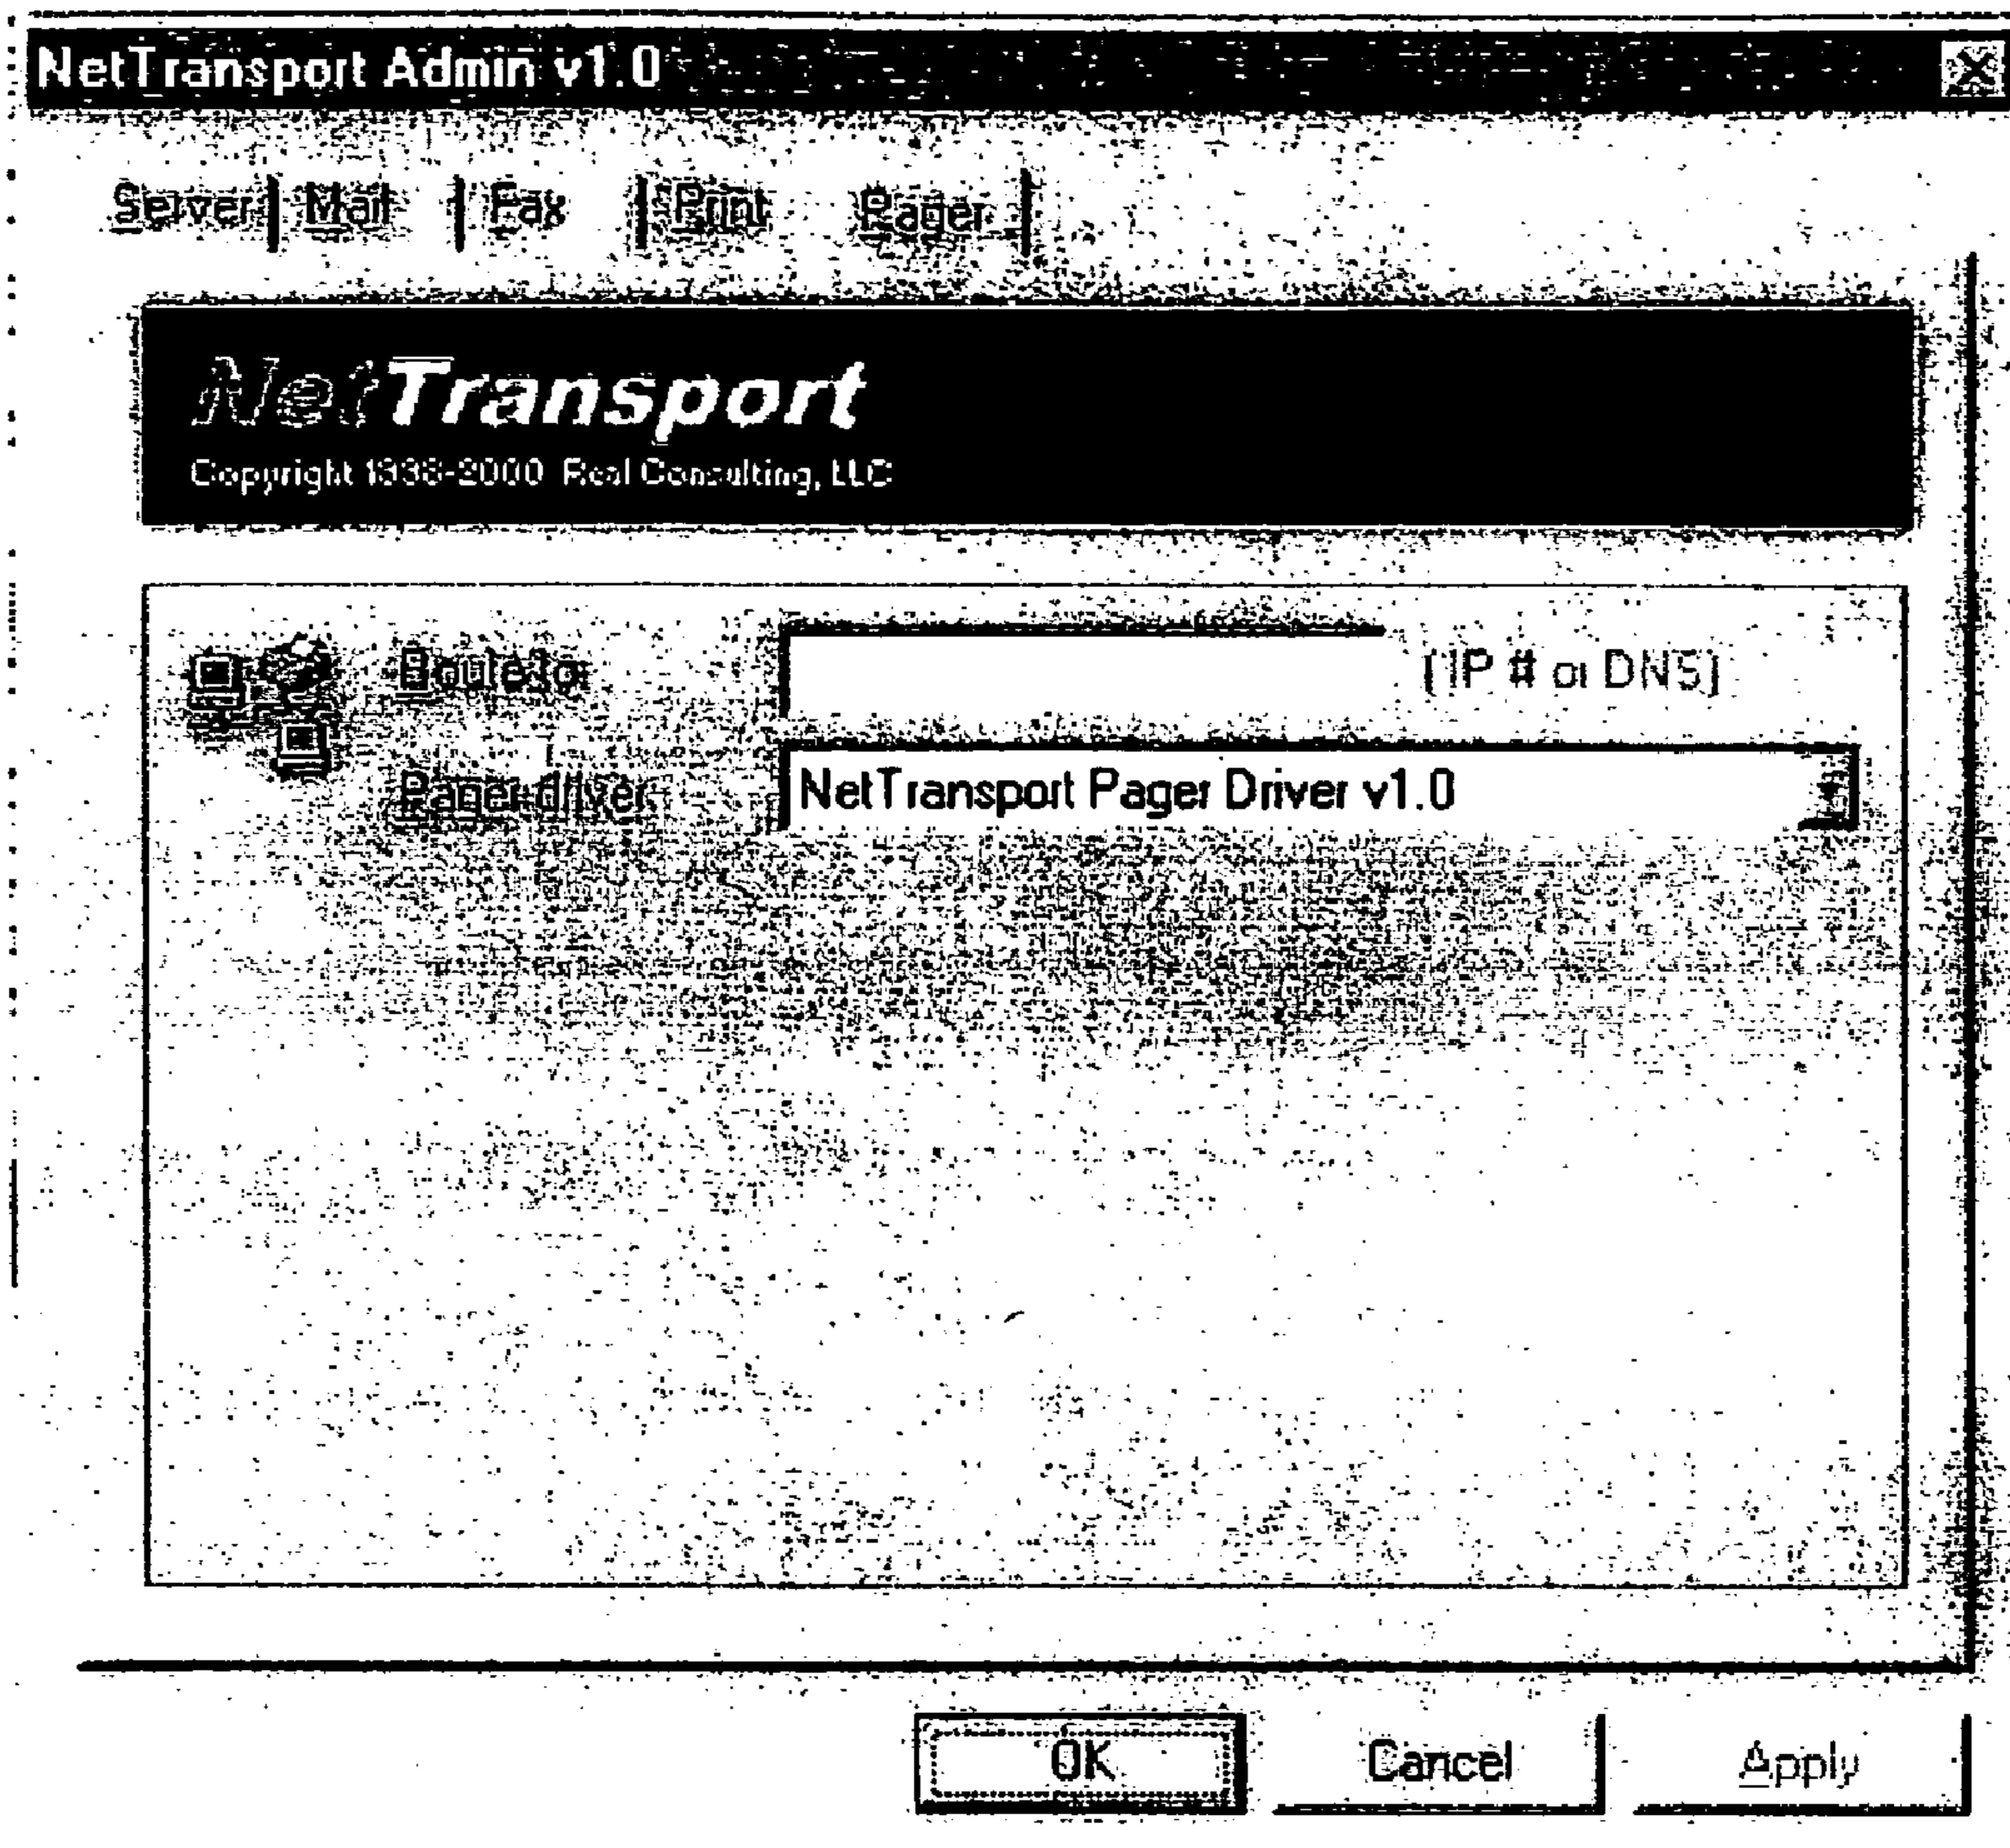 NetTransport Admin v1.0
Server Mail Fax Print Pager
NetTransport
Copyright 1998-2000 Real Consulting, LLC
Route to: (IP # or DNS)
Pager driver: NetTransport Pager Driver v1.0
OK Cancel Apply